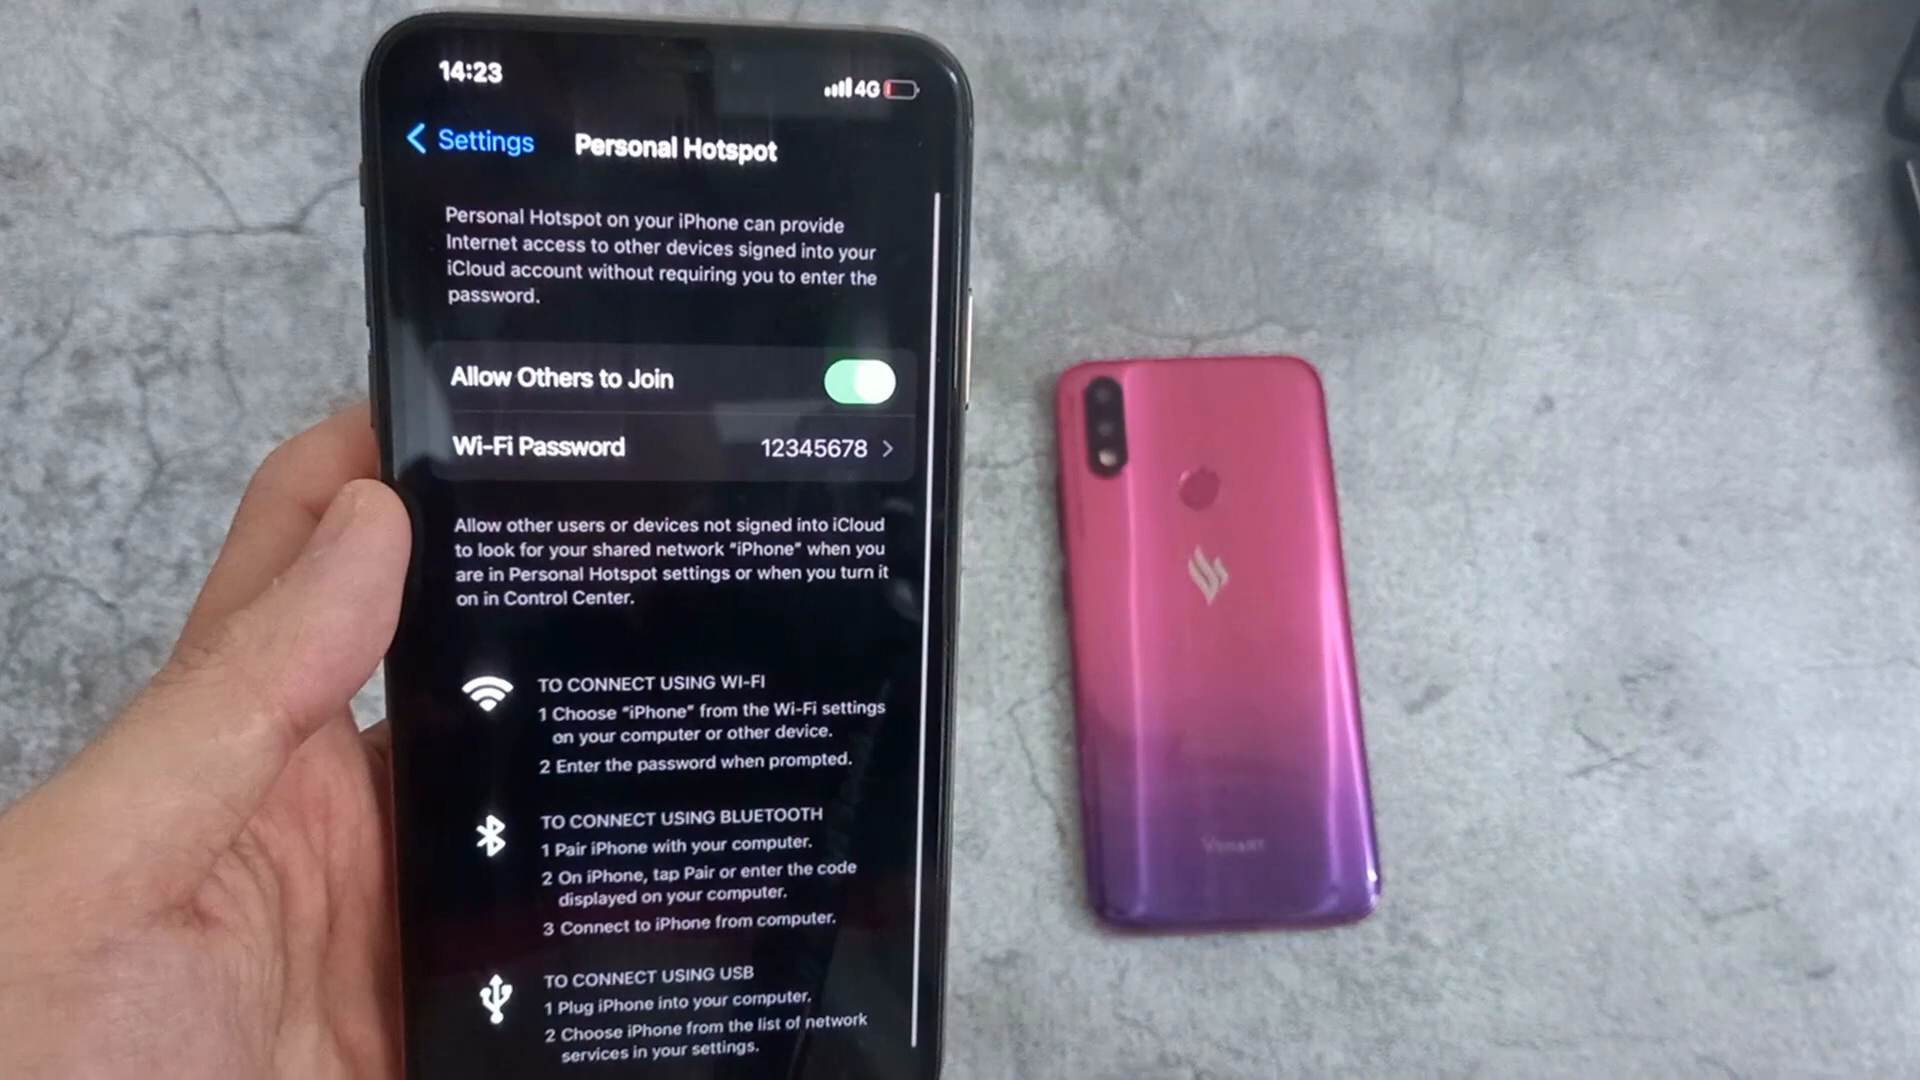 14:23
4G
Settings
Personal Hotspot
Personal Hotspot on your iPhone can provide
Internet access to other devices signed into your
iCloud account without requiring you to enter the
password.
Allow Others to Join
Wi-Fi Password 12345678
Allow other users or devices not signed into iCloud
to look for your shared network “iPhone” when you
are in Personal Hotspot settings or when you turn it
on in Control Center.
TO CONNECT USING WI-FI
1 Choose “iPhone” from the Wi-Fi settings
on your computer or other device.
2 Enter the password when prompted.
TO CONNECT USING BLUETOOTH
1 Pair iPhone with your computer.
2 On iPhone, tap Pair or enter the code
displayed on your computer.
3 Connect to iPhone from computer.
TO CONNECT USING USB
1 Plug iPhone into your computer.
2 Choose iPhone from the list of network
services in your settings.
Vsmart